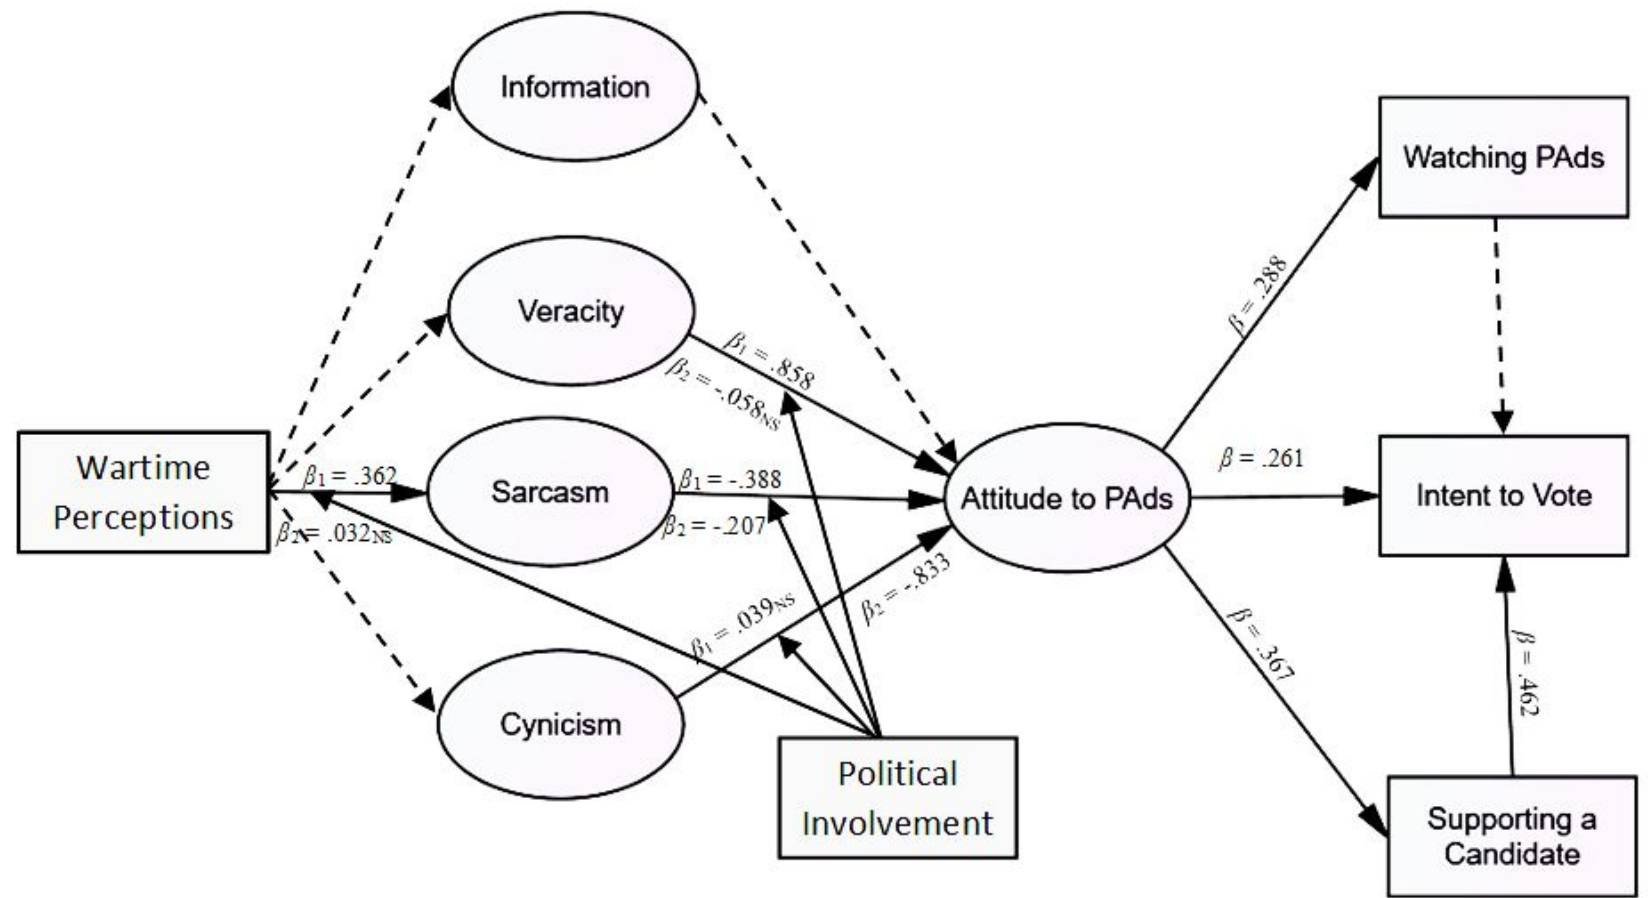 Information
Watching PAds
Veracity
β1 = .858
β2 = -.058NS
β = .288
Wartime
Perceptions
β1 = .362
β2 = .032NS
Sarcasm
β1 = -.388
β2 = -.207
Attitude to PAds
β = .261
Intent to Vote
β1 = .039NS
β2 = -.833
β = .367
β = .462
Cynicism
Political
Involvement
Supporting a
Candidate